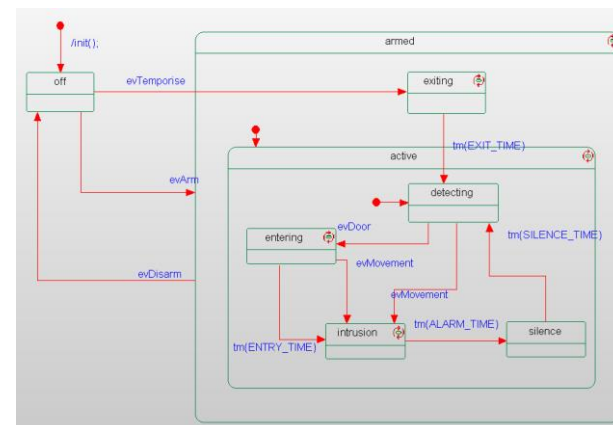 armed
/init();
off
evTemporise
exiting
tm(EXIT_TIME)
active
evArm
detecting
evDoor
tm(SILENCE_TIME)
entering
evDisarm
evMovement
evMovement
tm(ALARM_TIME)
intrusion
silence
tm(ENTRY_TIME)